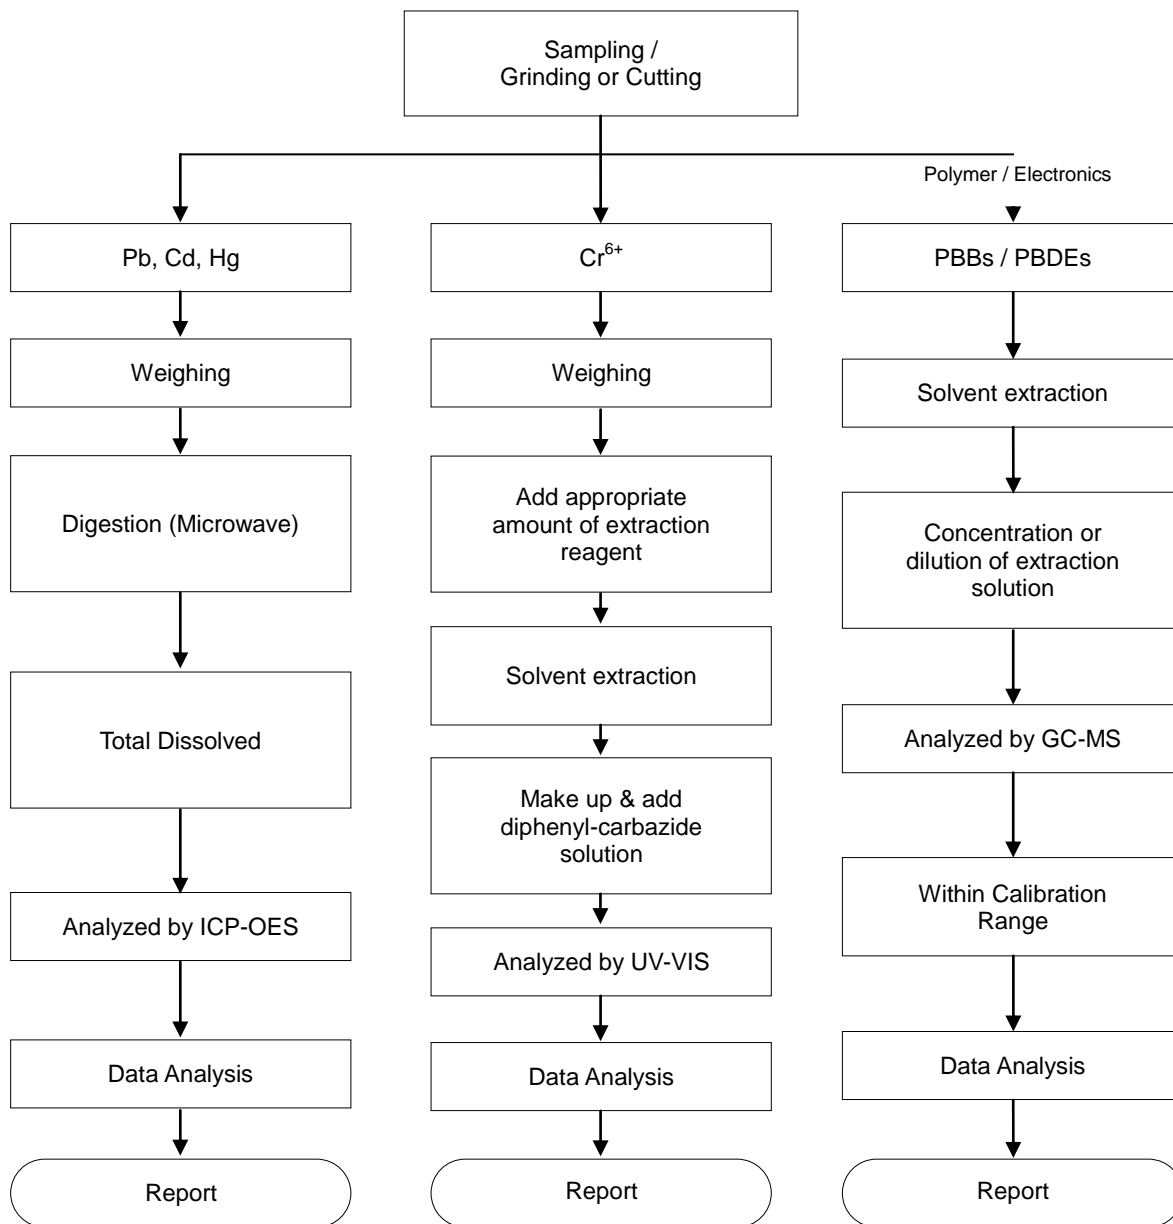 Sampling /
Grinding or Cutting
Polymer / Electronics
Pb, Cd, Hg
Weighing
Digestion (Microwave)
Total Dissolved
Analyzed by ICP-OES
Data Analysis
Report
Cr6+
Weighing
Add appropriate
amount of extraction
reagent
Solvent extraction
Make up & add
diphenyl-carbazide
solution
Analyzed by UV-VIS
Data Analysis
Report
PBBs / PBDEs
Solvent extraction
Concentration or
dilution of extraction
solution
Analyzed by GC-MS
Within Calibration
Range
Data Analysis
Report